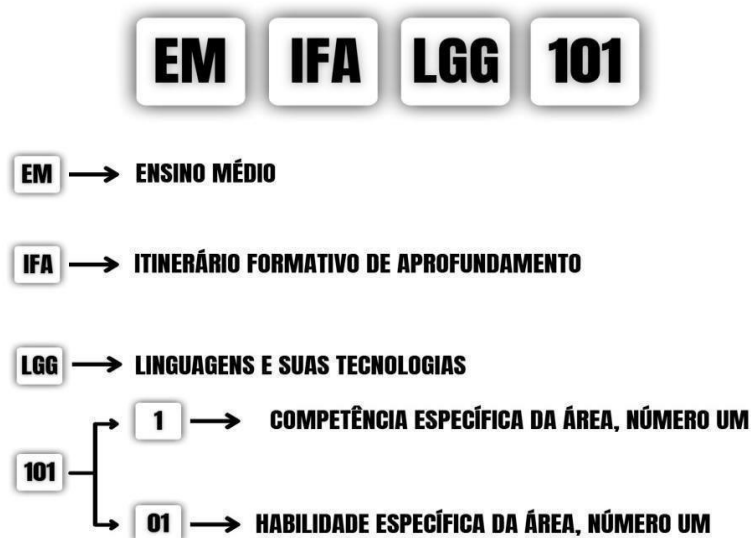 EM IFA LGG 101
EM ENSINO MÉDIO
IFA ITINERÁRIO FORMATIVO DE APROFUNDAMENTO
LGG LINGUAGENS E SUAS TECNOLOGIAS
1 COMPETÊNCIA ESPECÍFICA DA ÁREA, NÚMERO UM
101
01 HABILIDADE ESPECÍFICA DA ÁREA, NÚMERO UM